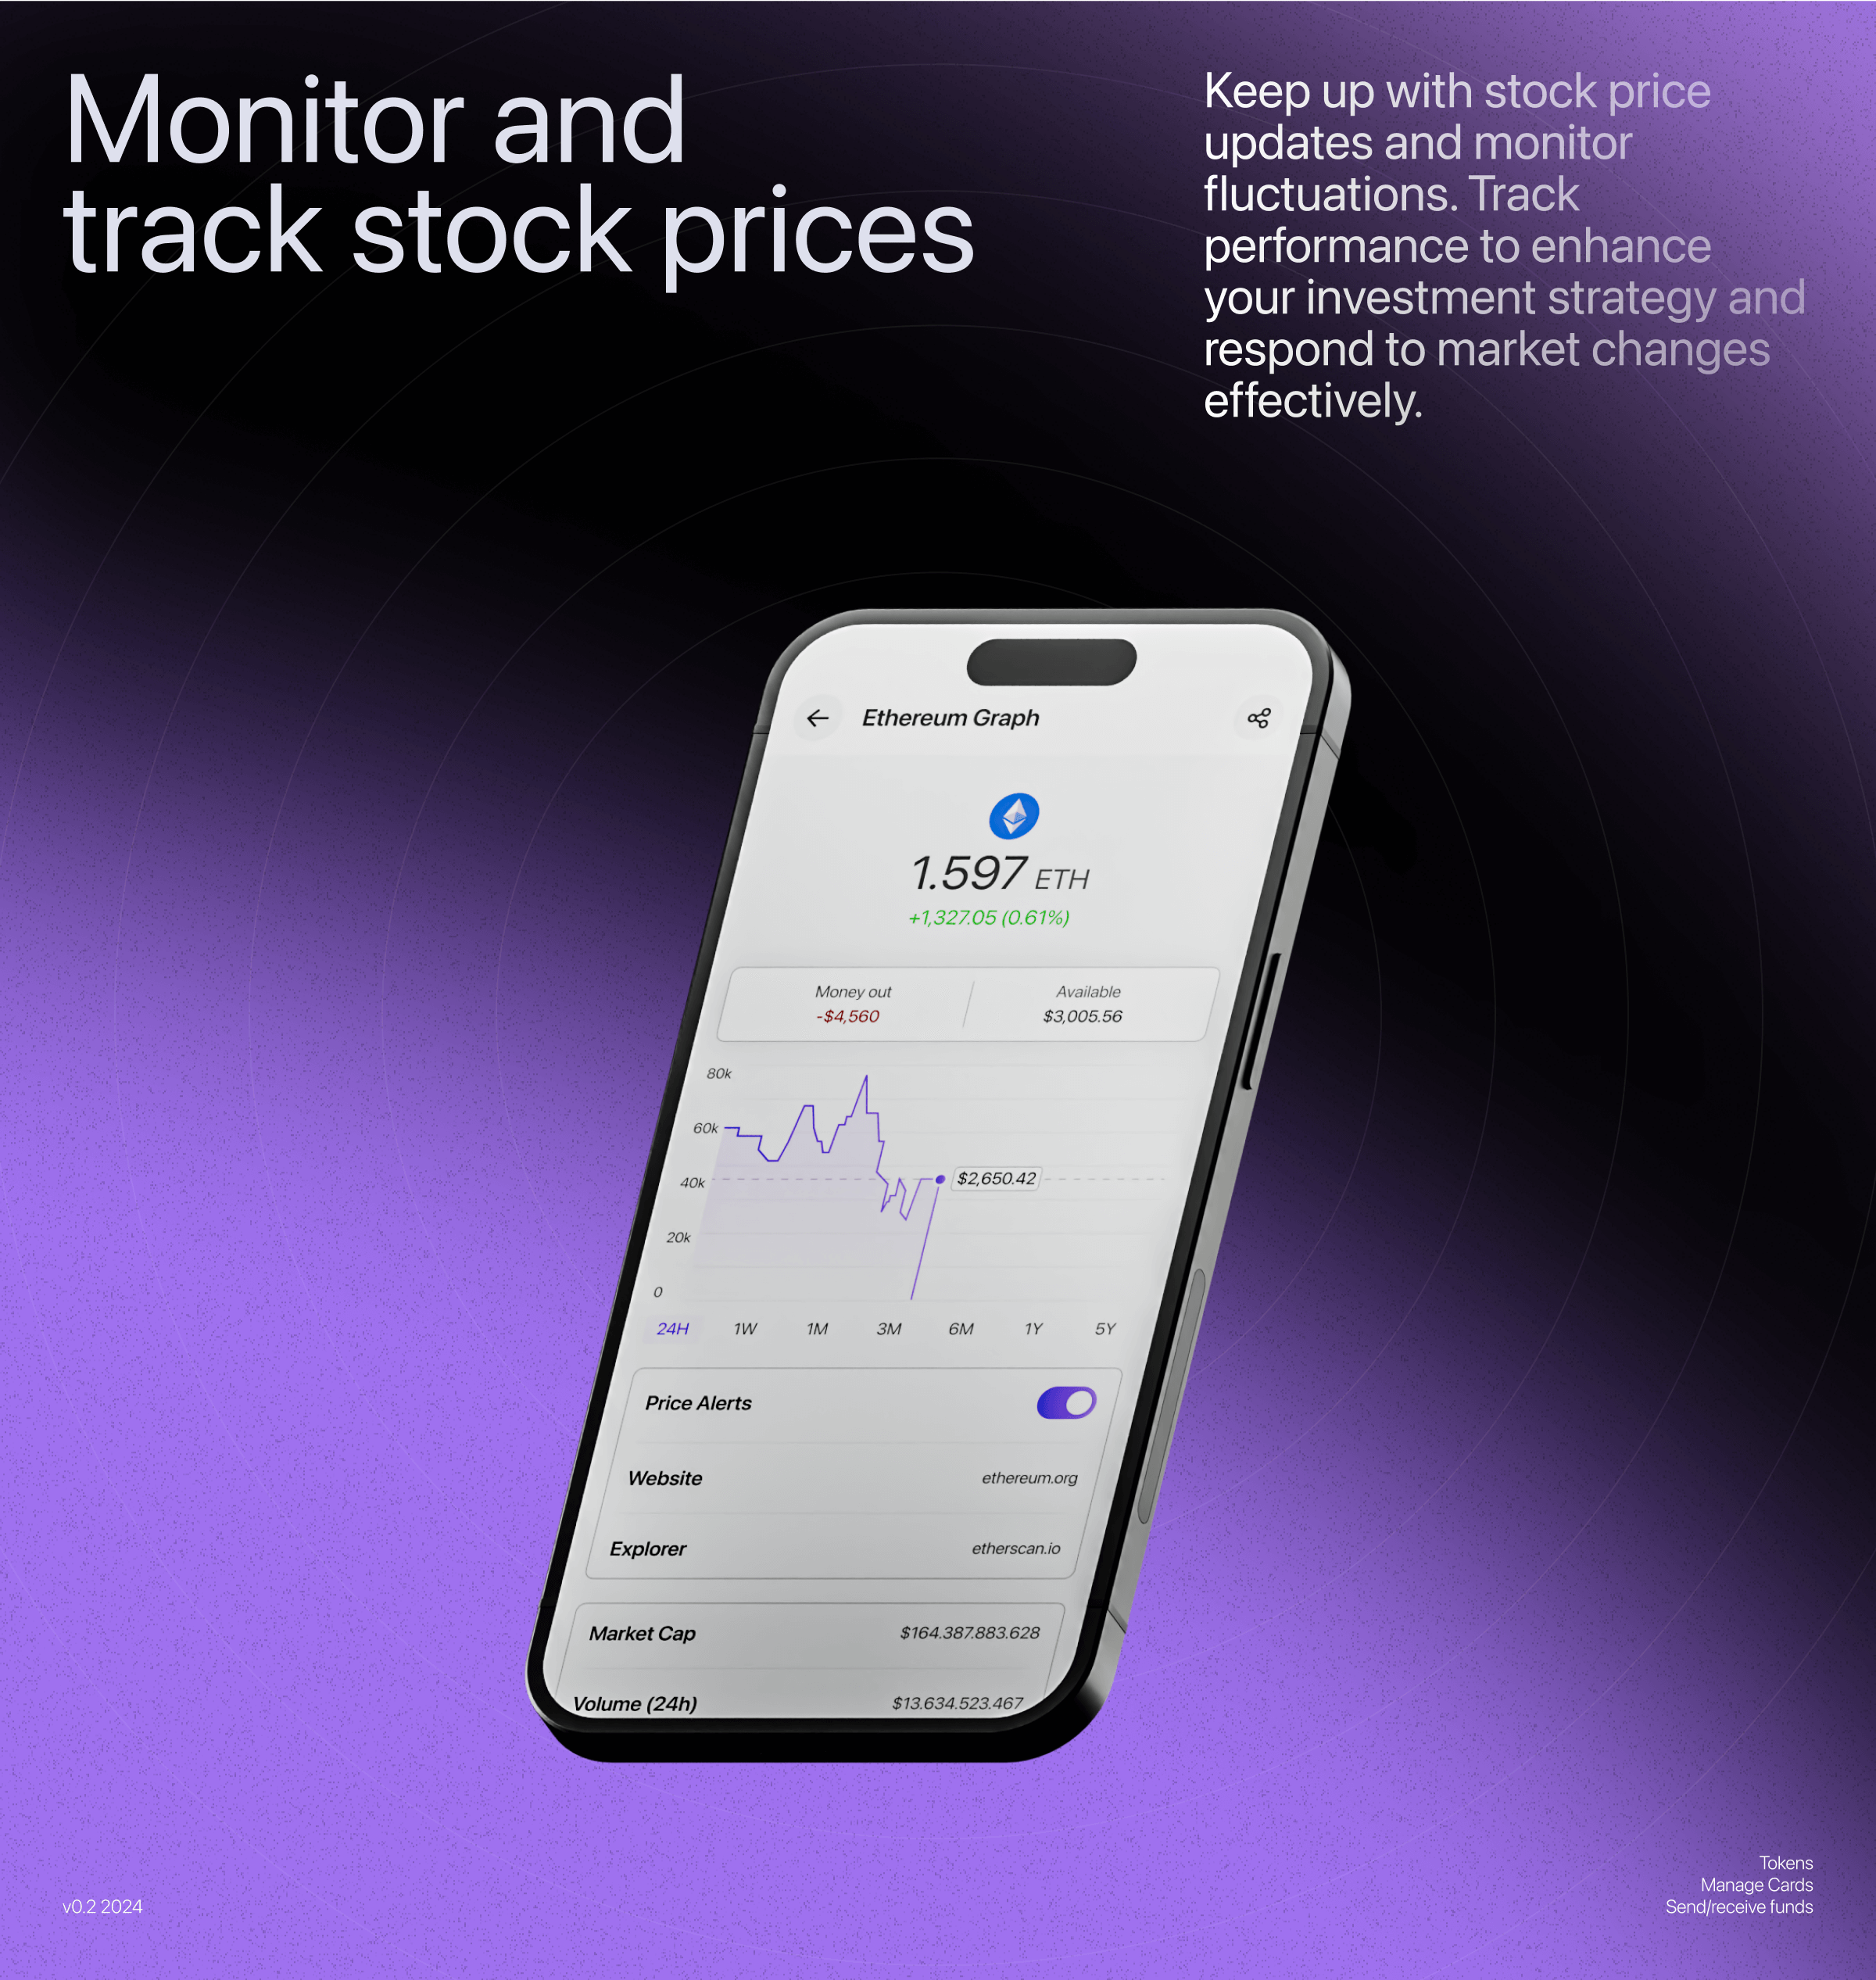 Monitor and
track stock prices
Keep up with stock price
updates and monitor
fluctuations. Track
performance to enhance
your investment strategy and
respond to market changes
effectively.
Ethereum Graph
1.597 ETH
+1,327.05 (0.61%)
Money out
-$4,560
Available
$3,005.56
80k
60k
40k
20k
0
$2,650.42
24H 1W 1M 3M 6M 1Y 5Y
Price Alerts
Website ethereum.org
Explorer etherscan.io
Market Cap $164.387.883.628
Volume (24h) $13.634.523.467
v0.2 2024
Tokens
Manage Cards
Send/receive funds